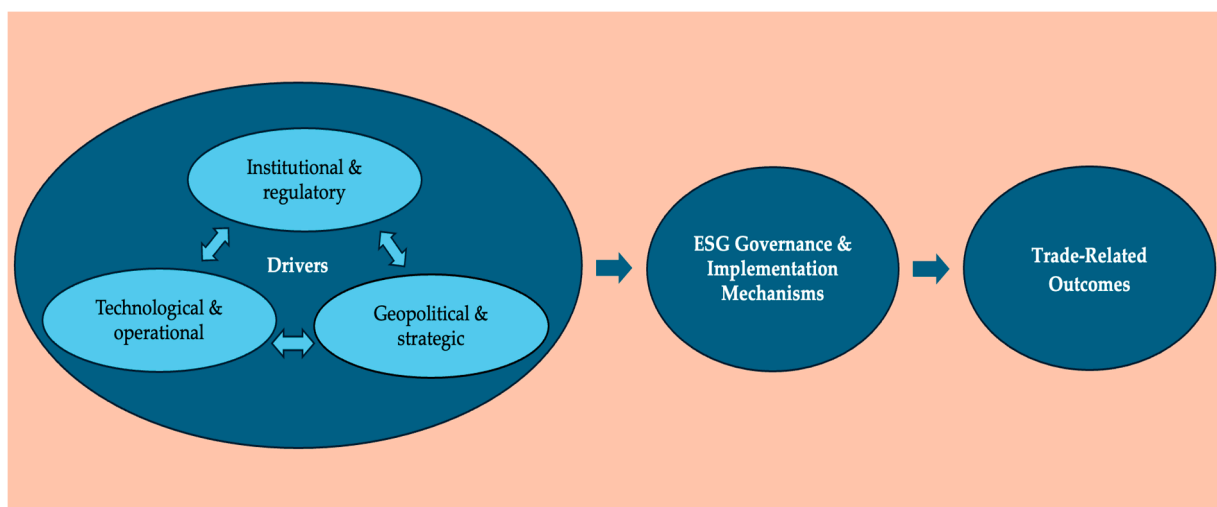 Institutional &
regulatory
Drivers
Technological &
operational
Geopolitical &
strategic
ESG Governance &
Implementation
Mechanisms
Trade-Related
Outcomes